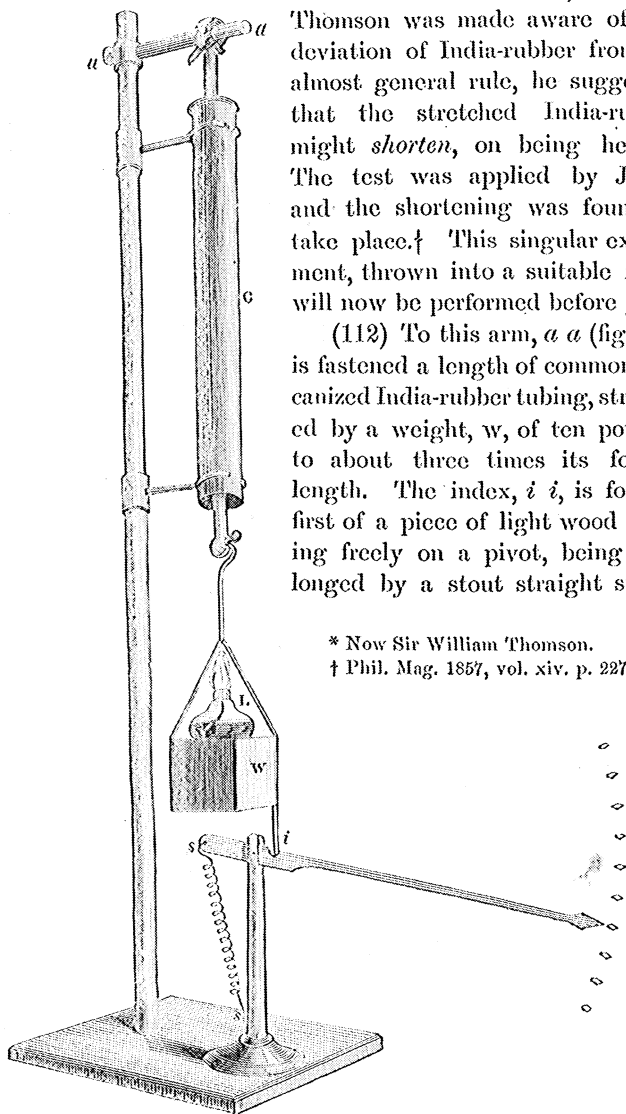 a a
Thomson was made aware of
deviation of India-rubber from
almost general rule, he sugge
that the stretched India-ru
might shorten, on being he
The test was applied by J
and the shortening was foun
take place.† This singular ex
ment, thrown into a suitable
will now be performed before
C
(112) To this arm, a a (fig
is fastened a length of common
canized India-rubber tubing, str
ed by a weight, w, of ten po
to about three times its fo
length. The index, i i, is fo
first of a piece of light wood
ing freely on a pivot, being
longed by a stout straight s
* Now Sir William Thomson.
† Phil. Mag. 1857, vol. xiv. p. 227
L
W
s i
s